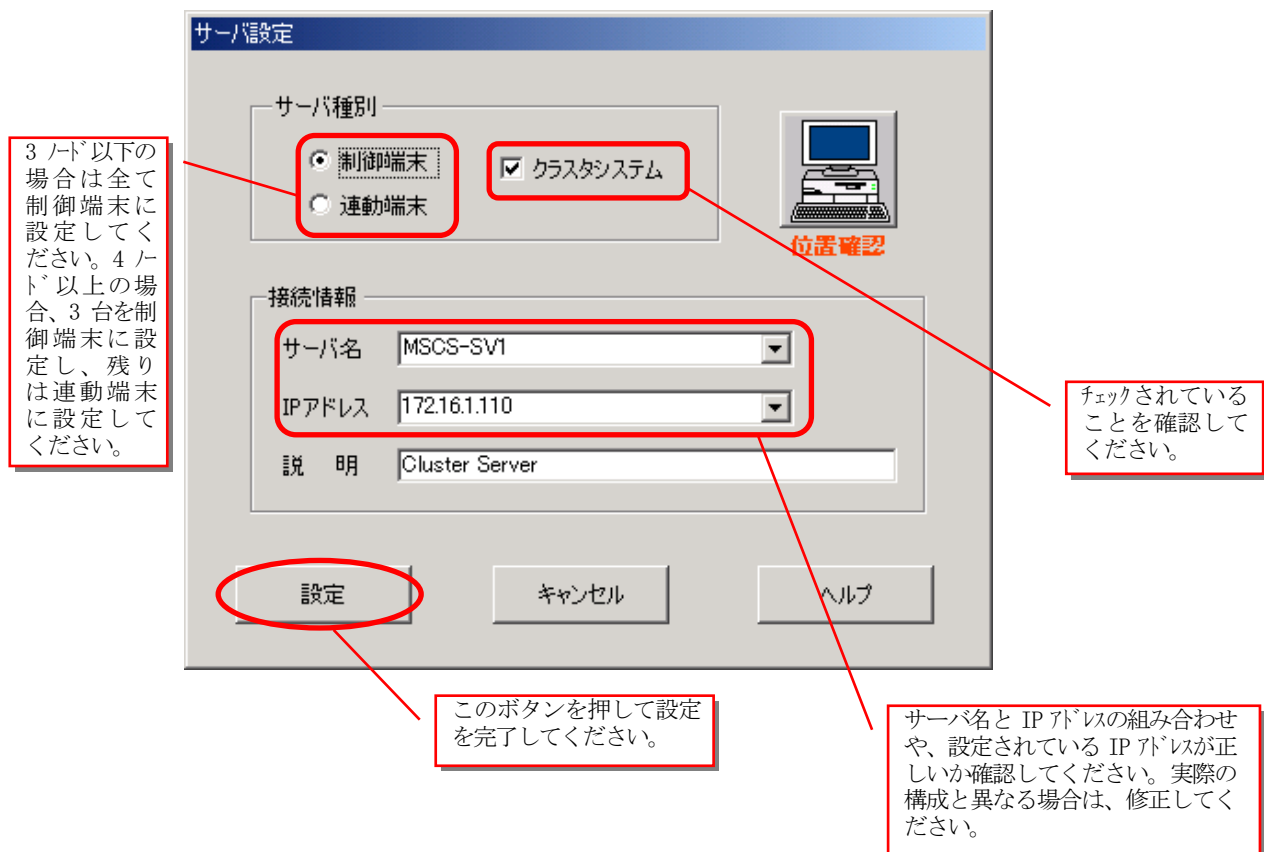 サーバ設定
サーバ種別
制御端末
クラスタシステム
連動端末
位置確認
3 ﾉｰﾄﾞ以下の
場合は全て
制御端末に
設定してく
ださい。4 ﾉｰ
ﾄﾞ以上の場
合、3 台を制
御端末に設
定し、残り
は連動端末
に設定して
ください。
接続情報
サーバ名 MSCS-SV1
IPアドレス 172.16.1.110
説 明 Cluster Server
ﾁｪｯｸされている
ことを確認して
ください。
設定 キャンセル ヘルプ
このボタンを押して設定
を完了してください。
サーバ名と IP ｱﾄﾞﾚｽの組み合わせ
や、設定されている IP ｱﾄﾞﾚｽが正
しいか確認してください。実際の
構成と異なる場合は、修正してく
ださい。